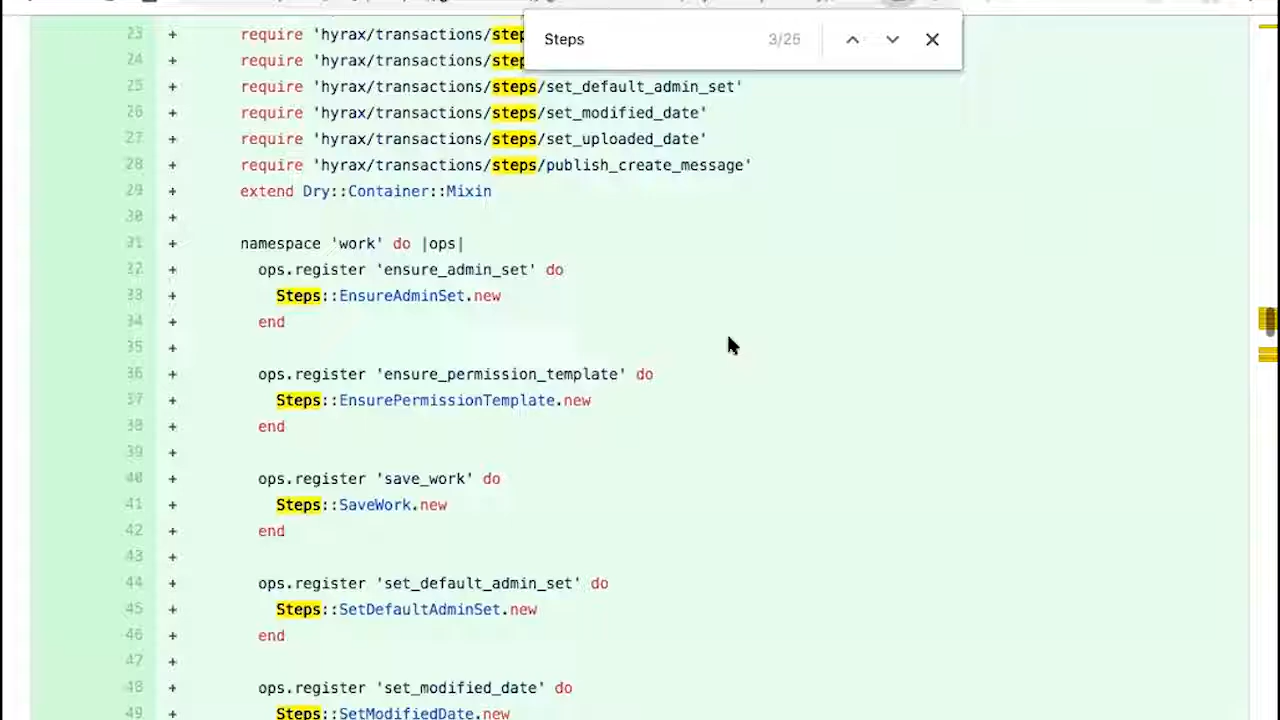 Steps 3/25
23 + require 'hyrax/transactions/step
24 + require 'hyrax/transactions/step
25 + require 'hyrax/transactions/steps/set_default_admin_set'
26 + require 'hyrax/transactions/steps/set_modified_date'
27 + require 'hyrax/transactions/steps/set_uploaded_date'
28 + require 'hyrax/transactions/steps/publish_create_message'
29 + extend Dry::Container::Mixin
30 +
31 + namespace 'work' do |ops|
32 + ops.register 'ensure_admin_set' do
33 + Steps::EnsureAdminSet.new
34 + end
35 +
36 + ops.register 'ensure_permission_template' do
37 + Steps::EnsurePermissionTemplate.new
38 + end
39 +
40 + ops.register 'save_work' do
41 + Steps::SaveWork.new
42 + end
43 +
44 + ops.register 'set_default_admin_set' do
45 + Steps::SetDefaultAdminSet.new
46 + end
47 +
48 + ops.register 'set_modified_date' do
49 + Steps::SetModifiedDate.new